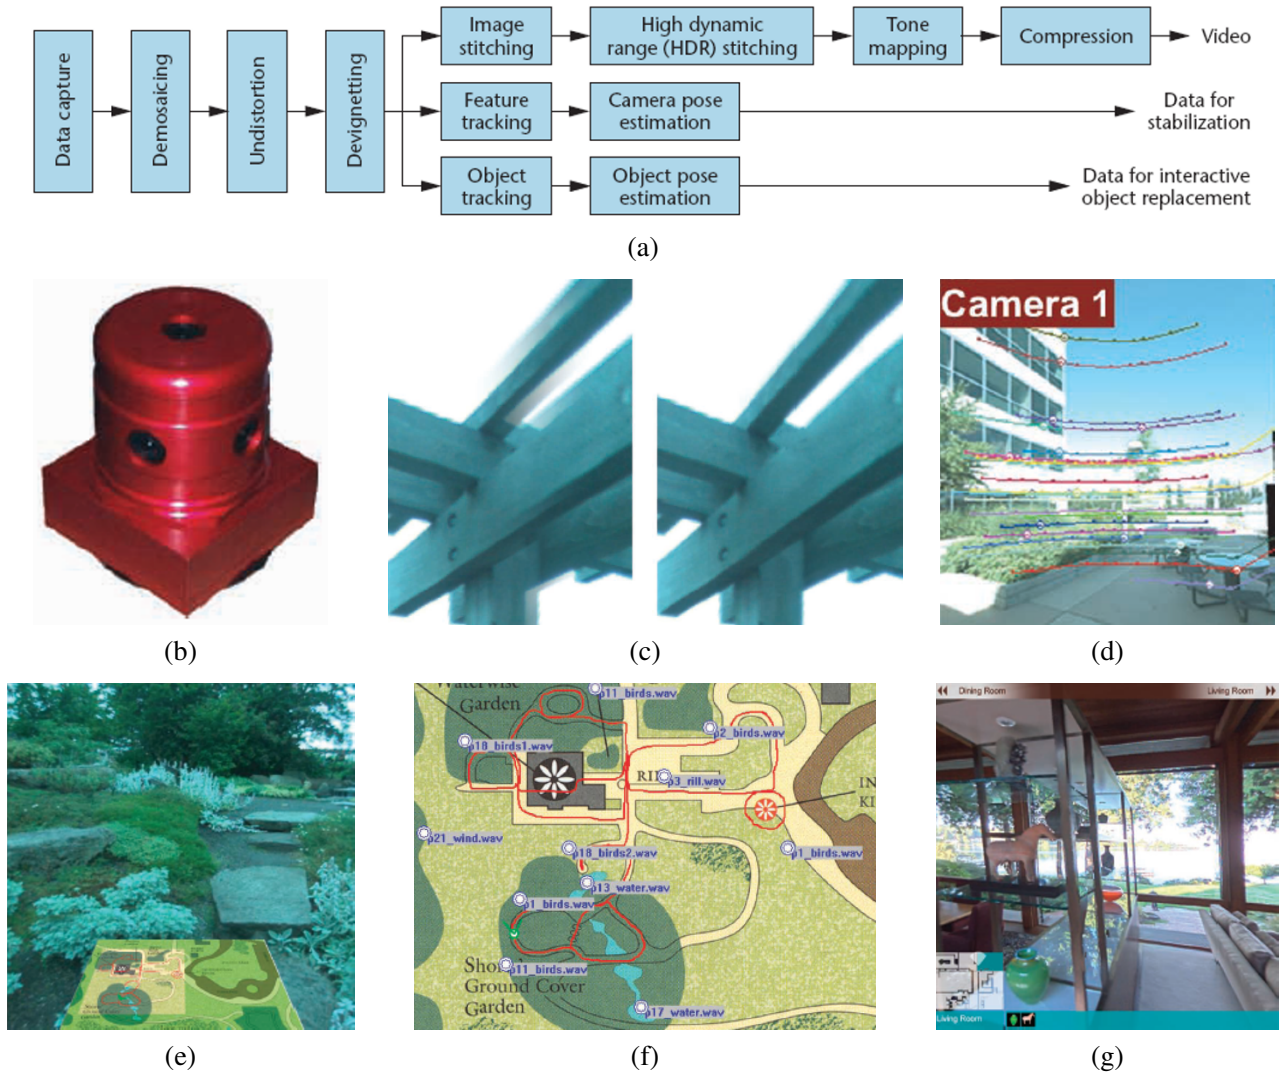 Data capture
Demosaicing
Undistortion
Devignetting
Image
stitching
High dynamic
range (HDR) stitching
Tone
mapping
Compression
Video
Feature
tracking
Camera pose
estimation
Data for
stabilization
Object
tracking
Object pose
estimation
Data for interactive
object replacement
(a)
Camera 1
(b)
(c)
(d)
Waterwise
Garden
p11_birds.wav
p18_birds1.wav
p2_birds.wav
p3_rill.wav
p21_wind.wav
p18_birds2.wav
p1_birds.wav
p13_water.wav
p1_birds.wav
p11_birds.wav
Ground Cover
Garden
p17_water.wav
Dining Room
Living Room
Living Room
(e)
(f)
(g)